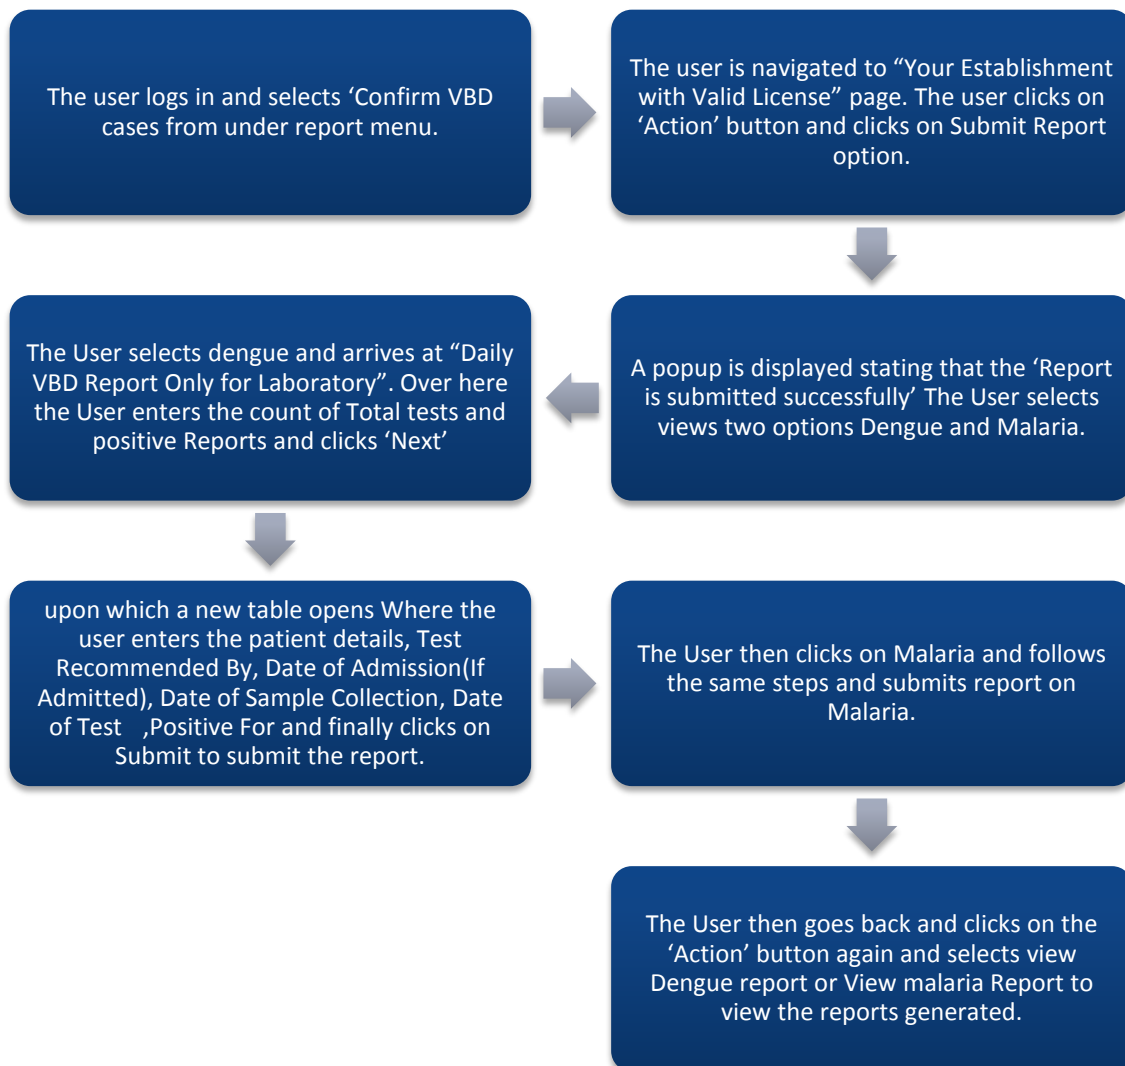 The user logs in and selects ‘Confirm VBD
cases from under report menu.
The user is navigated to “Your Establishment
with Valid License” page. The user clicks on
‘Action’ button and clicks on Submit Report
option.
A popup is displayed stating that the ‘Report
is submitted successfully’ The User selects
views two options Dengue and Malaria.
The User selects dengue and arrives at “Daily
VBD Report Only for Laboratory”. Over here
the User enters the count of Total tests and
positive Reports and clicks ‘Next’
upon which a new table opens Where the
user enters the patient details, Test
Recommended By, Date of Admission(If
Admitted), Date of Sample Collection, Date
of Test ,Positive For and finally clicks on
Submit to submit the report.
The User then clicks on Malaria and follows
the same steps and submits report on
Malaria.
The User then goes back and clicks on the
‘Action’ button again and selects view
Dengue report or View malaria Report to
view the reports generated.